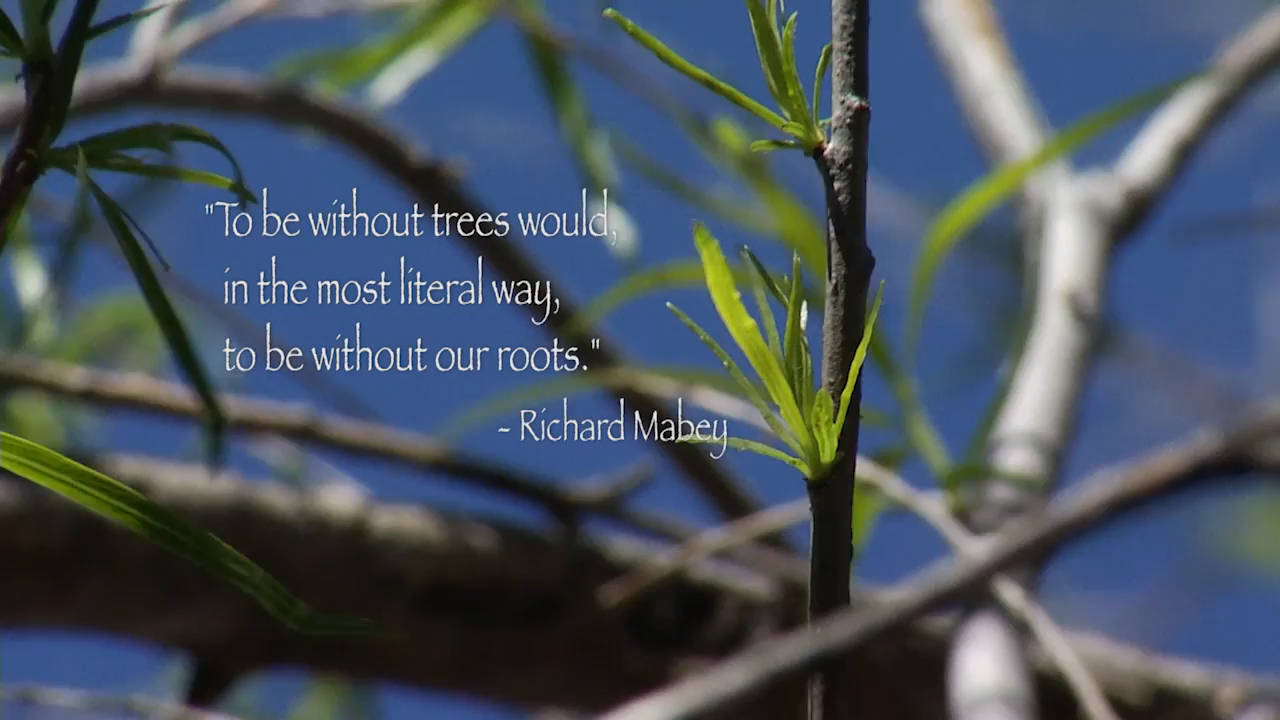 "To be without trees would,
in the most literal way,
to be without our roots."
- Richard Mabey